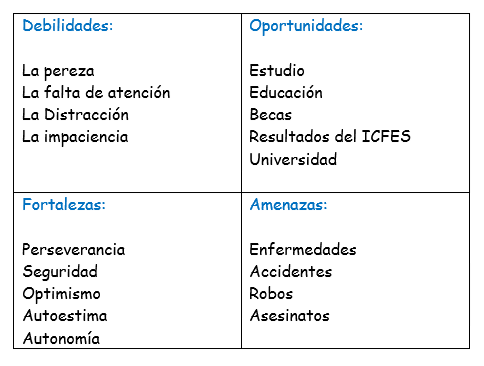 Debilidades:
La pereza
La falta de atención
La Distracción
La impaciencia
Oportunidades:
Estudio
Educación
Becas
Resultados del ICFES
Universidad
Fortalezas:
Perseverancia
Seguridad
Optimismo
Autoestima
Autonomía
Amenazas:
Enfermedades
Accidentes
Robos
Asesinatos